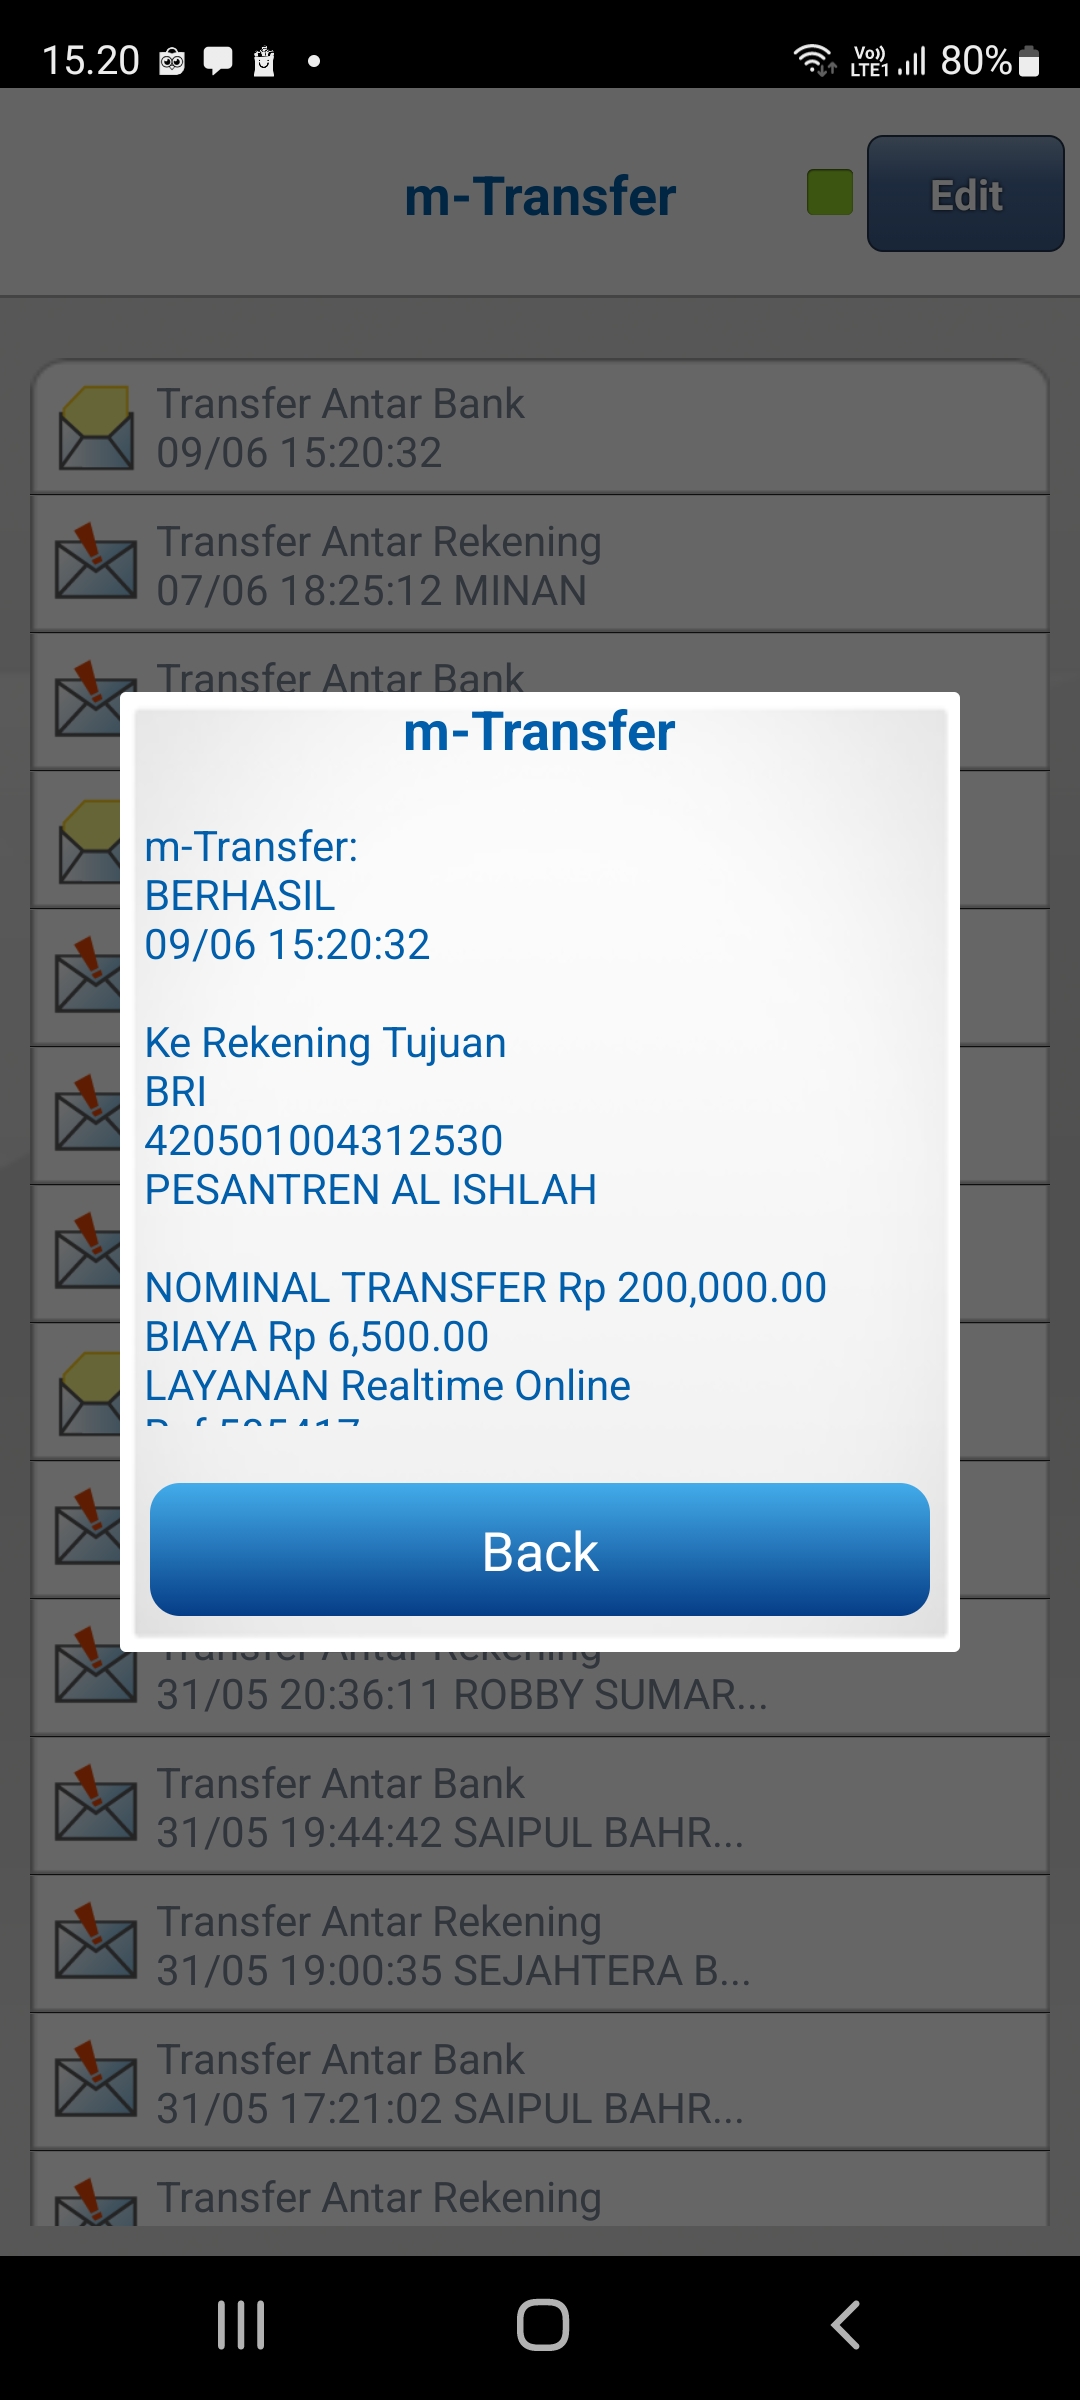 15.20
Vo)) LTE1 80%
m-Transfer
Edit
Transfer Antar Bank
09/06 15:20:32
Transfer Antar Rekening
07/06 18:25:12 MINAN
Transfer Antar Bank
m-Transfer
m-Transfer:
BERHASIL
09/06 15:20:32
Ke Rekening Tujuan
BRI
420501004312530
PESANTREN AL ISHLAH
NOMINAL TRANSFER Rp 200,000.00
BIAYA Rp 6,500.00
LAYANAN Realtime Online
Back
Transfer Antar Rekening
31/05 20:36:11 ROBBY SUMAR...
Transfer Antar Bank
31/05 19:44:42 SAIPUL BAHR...
Transfer Antar Rekening
31/05 19:00:35 SEJAHTERA B...
Transfer Antar Bank
31/05 17:21:02 SAIPUL BAHR...
Transfer Antar Rekening